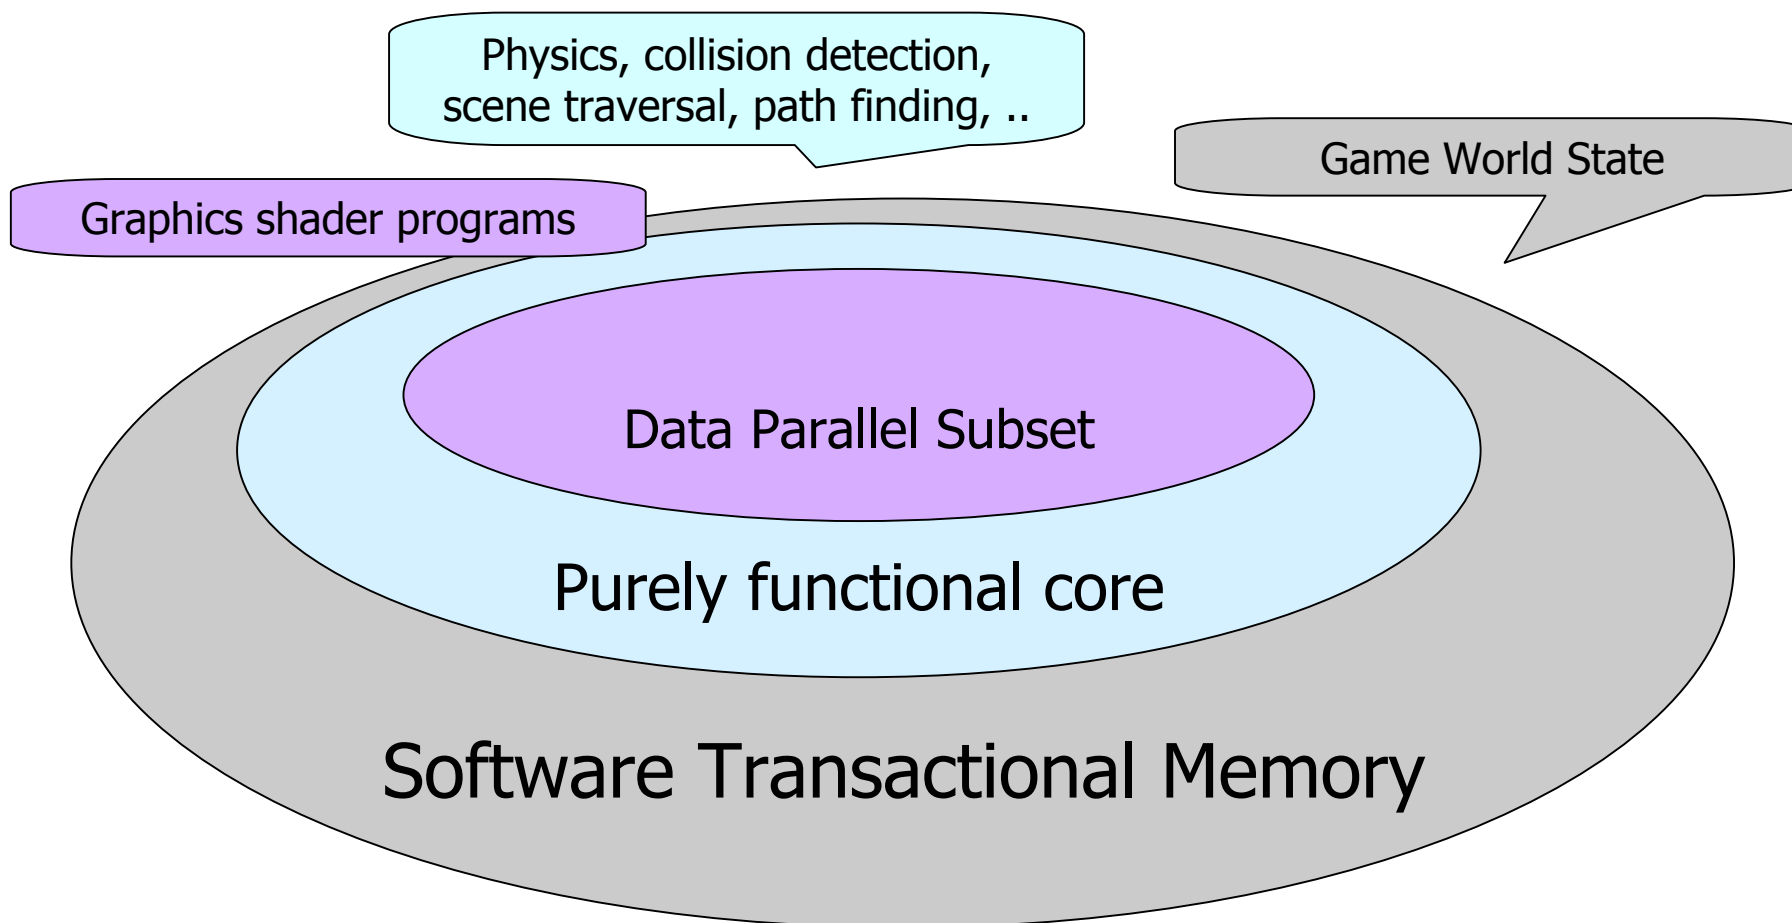 Physics, collision detection,
scene traversal, path finding, ..
Game World State
Graphics shader programs
Data Parallel Subset
Purely functional core
Software Transactional Memory